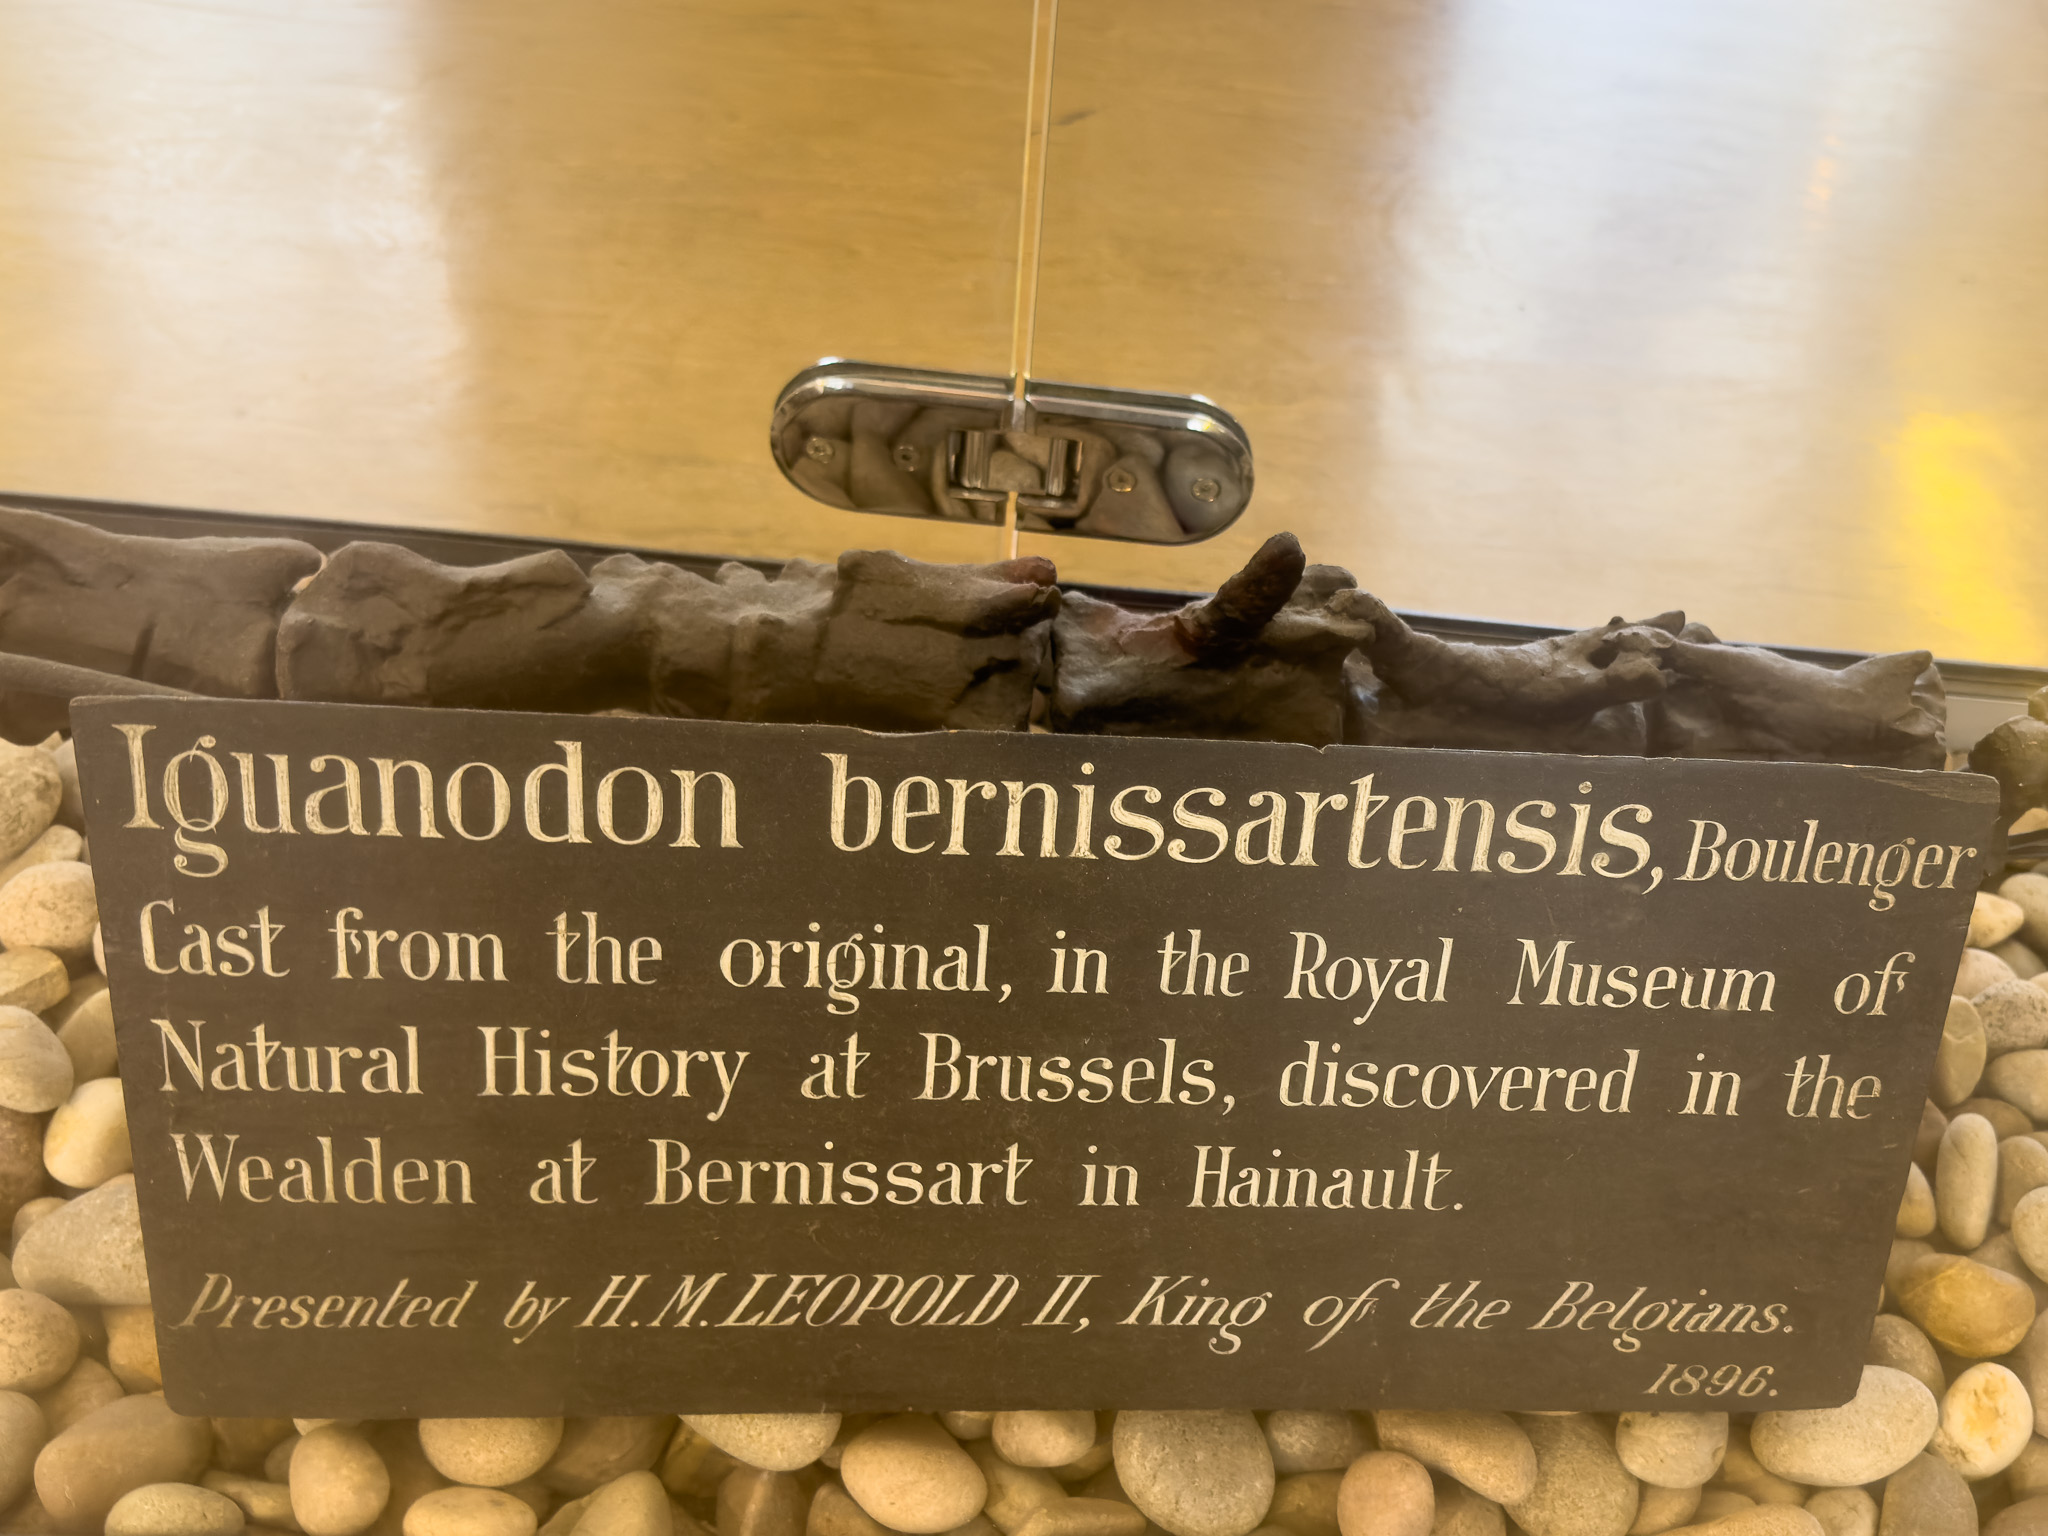 Iguanodon bernissartensis, Boulenger
Cast from the original, in the Royal Museum of
Natural History at Brussels, discovered in the
Wealden at Bernissart in Hainault.
Presented by H.M. LEOPOLD II, King of the Belgians.
1896.